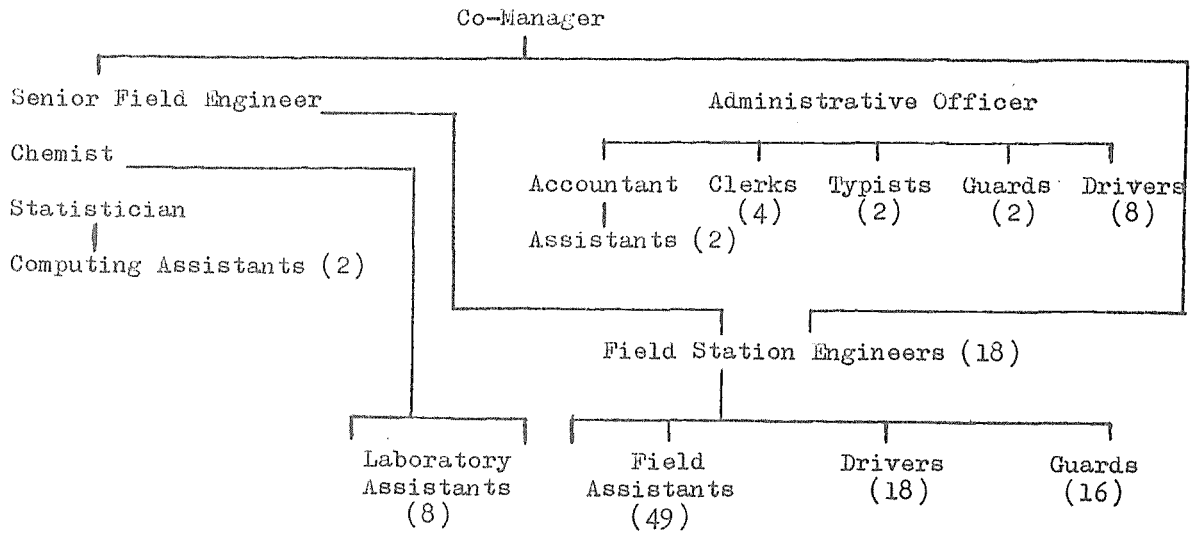 Co-Manager
Senior Field Engineer
Administrative Officer
Chemist
Accountant Clerks Typists Guards Drivers
(4) (2) (2) (8)
Statistician
Assistants (2)
Computing Assistants (2)
Field Station Engineers (18)
Laboratory Assistants (8)
Field Assistants (49)
Drivers (18)
Guards (16)